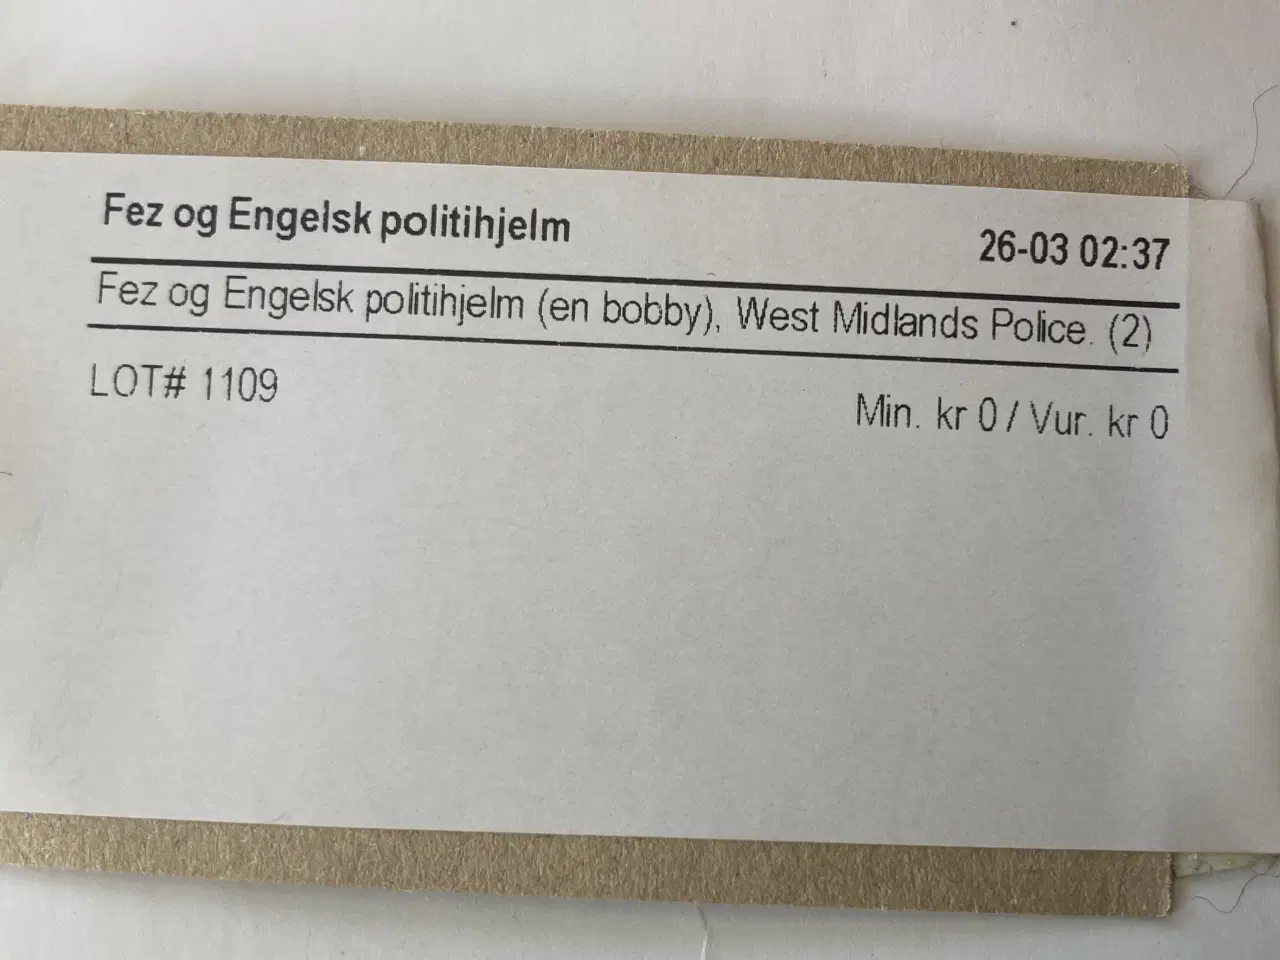 Fez og Engelsk politihjelm 26-03 02:37
Fez og Engelsk politihjelm (en bobby), West Midlands Police. (2)
LOT# 1109 Min. kr 0 / Vur. kr 0